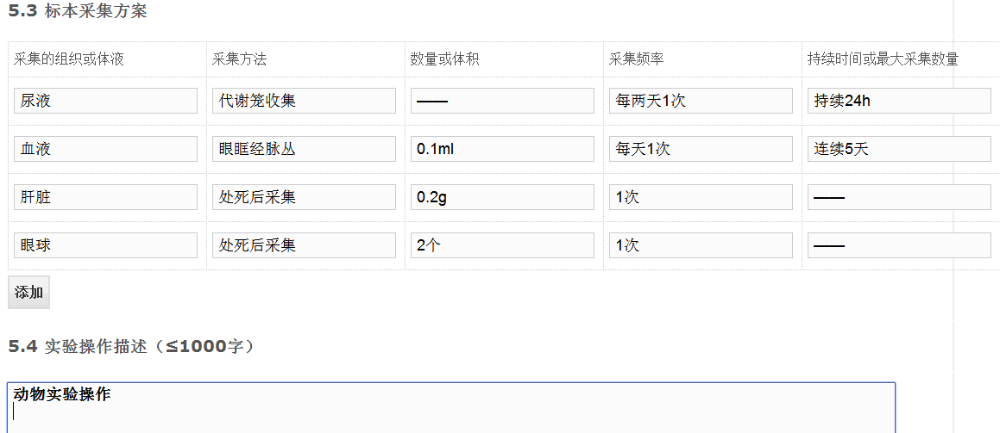 5.3 标本采集方案
采集的组织或体液 采集方法 数量或体积 采集频率 持续时间或最大采集数量
尿液 代谢笼收集 —— 每两天1次 持续24h
血液 眼眶经脉丛 0.1ml 每天1次 连续5天
肝脏 处死后采集 0.2g 1次 ——
眼球 处死后采集 2个 1次 ——
添加
5.4 实验操作描述（≤1000字）
动物实验操作